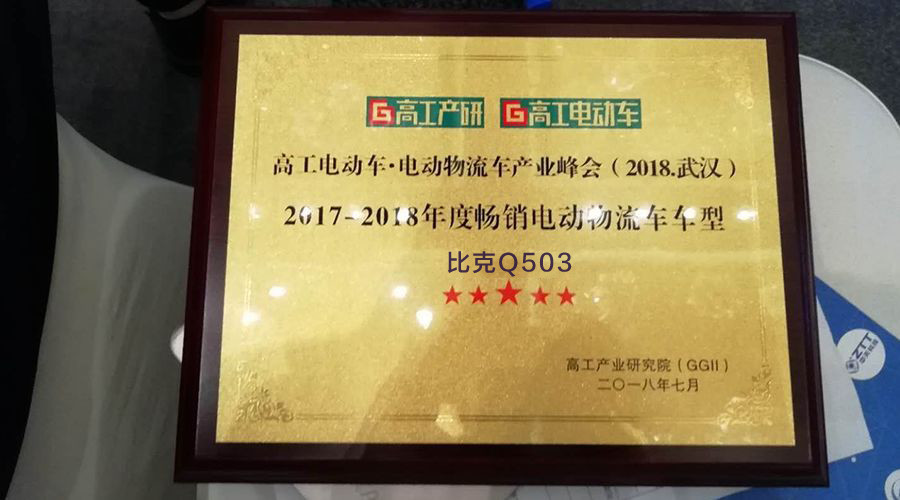 G高工产研 G高工电动车
高工电动车·电动物流车产业峰会（2018.武汉）
2017-2018年度畅销电动物流车车型
比克Q503
高工产业研究院（GGII）
二〇一八年七月
ZTT